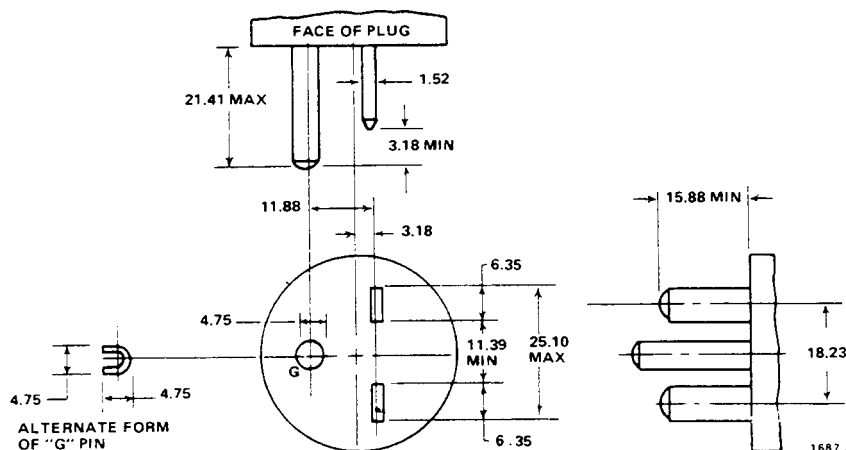 FACE OF PLUG
1.52
21.41 MAX
3.18 MIN
11.88
15.88 MIN
3.18
6.35
4.75
11.39
MIN
25.10
MAX
18.23
G
4.75
4.75
ALTERNATE FORM
OF "G" PIN
6.35
1687